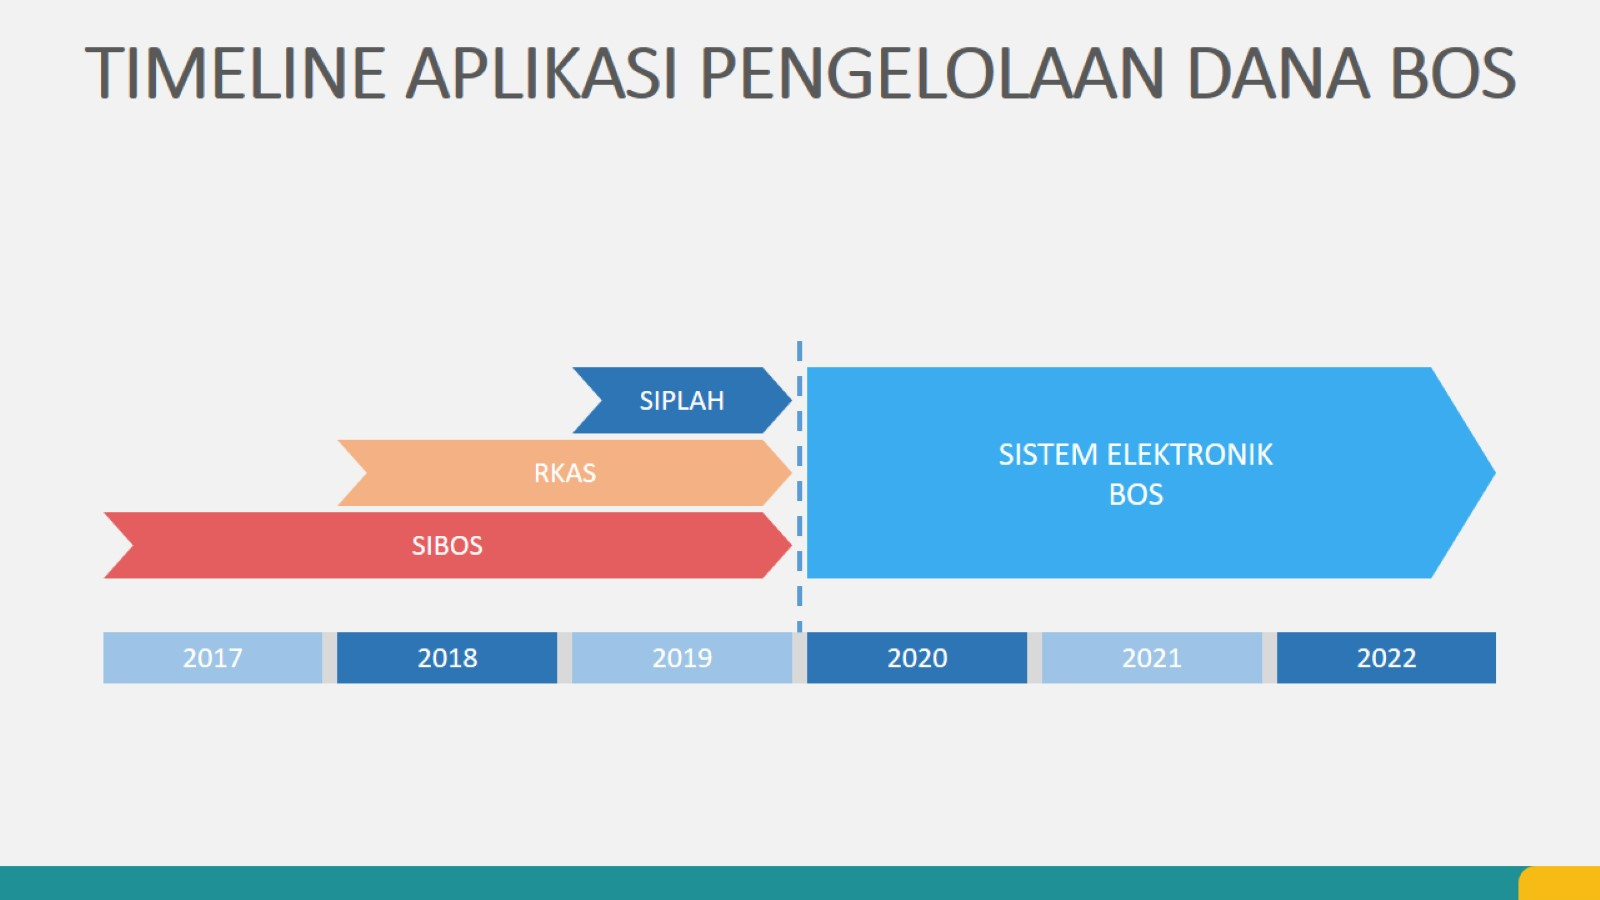 TIMELINE APLIKASI PENGELOLAAN DANA BOS
SIPLAH
RKAS
SIBOS
SISTEM ELEKTRONIK
BOS
2017
2018
2019
2020
2021
2022